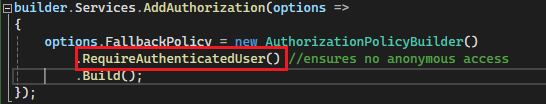 builder.Services.AddAuthorization(options =>
{
options.FallbackPolicy = new AuthorizationPolicyBuilder()
.RequireAuthenticatedUser() //ensures no anonymous access
.Build();
});